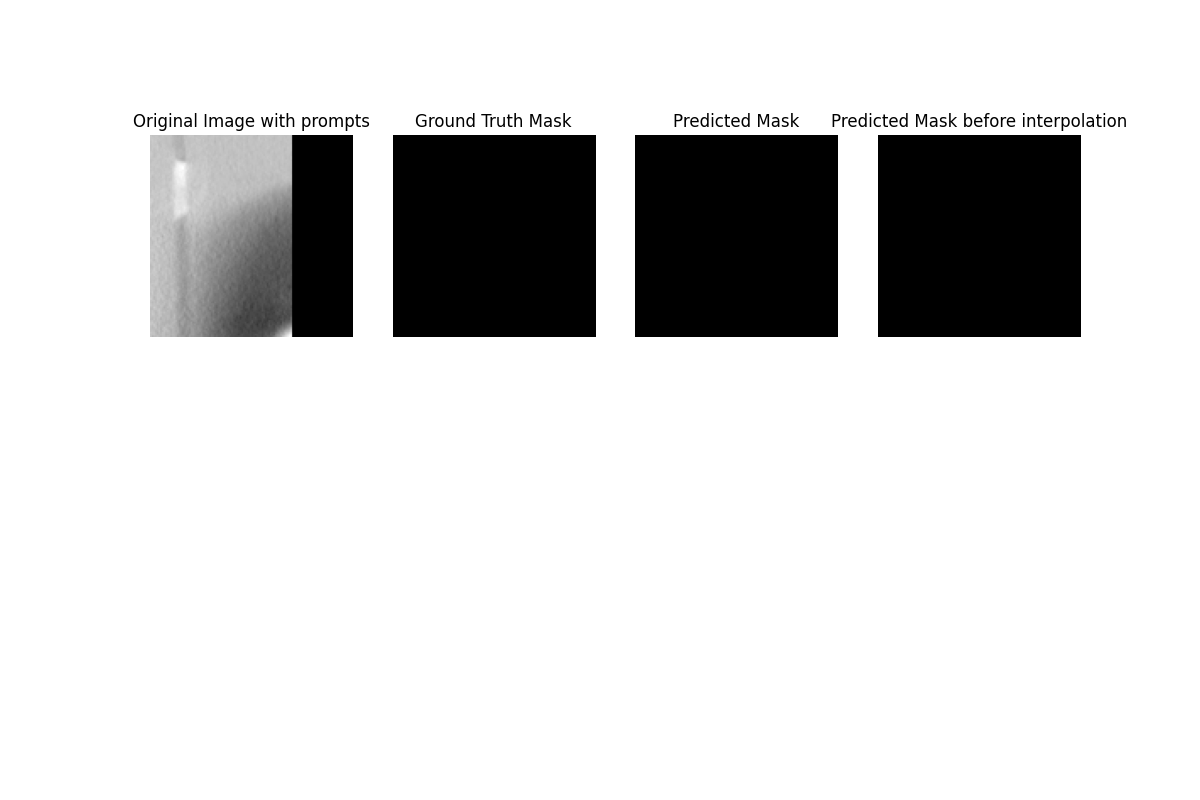 Original Image with prompts
Ground Truth Mask
Predicted Mask
Predicted Mask before interpolation